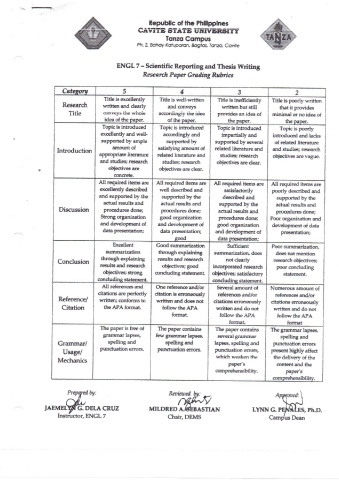 Republic of the Philippines
CAVITE STATE UNIVERSITY
Tanza Campus
Ph. 2, Bahay Katuparan, Bagtas, Tanza, Cavite
ENGL 7 – Scientific Reporting and Thesis Writing
Research Paper Grading Rubrics
Category 5 4 3 2
Research Title
Title is excellently
written and clearly
conveys the whole
idea of the paper.
Title is well-written
and conveys
accordingly the idea
of the paper.
Title is inefficiently
written but still
provides an idea of
the paper.
Title is poorly written
that it provides
minimal or no idea of
the paper.
Introduction
Topic is introduced
excellently and well-
supported by ample
amount of
appropriate literature
and studies; research
objectives are
concrete.
Topic is introduced
accordingly and
supported by
satisfying amount of
related literature and
studies; research
objectives are clear.
Topic is introduced
impartially and
supported by several
related literature and
studies; research
objectives are clear.
Topic is poorly
introduced and lacks
of related literature
and studies; research
objectives are vague.
Discussion
All required items are
excellently described
and supported by the
actual results and
procedures done;
Strong organization
and development of
data presentation;
All required items are
well described and
supported by the
actual results and
procedures done;
good organization
and development of
data presentation,
good
All required items are
satisfactorily
described and
supported by the
actual results and
procedures done;
good organization
and development of
data presentation;
All required items are
poorly described and
supported by the
actual results and
procedures done;
Poor organization and
development of data
presentation;
Conclusion
Excellent
summarization
through explaining
results and research
objectives; strong
concluding statement.
Good summarization
through explaining
results and research
objectives; good
concluding statement.
Sufficient
summarization, does
not clearly
incorporated research
objectives; satisfactory
concluding statement.
Poor summarization,
does not mention
research objectives;
poor concluding
statement.
Reference/
Citation
All references and
citations are perfectly
written; conforms to
the APA format.
One reference and/or
citation is erroneously
written and does not
follow the APA
format.
Several amount of
references and/or
citations erroneously
written and do not
follow the APA
format
Numerous amount of
references and/or
citations erroneously
written and do not
follow the APA
format
Grammar/
Usage/
Mechanics
The paper is free of
grammar lapses,
spelling and
punctuation errors.
The paper contains
few grammar lapses,
spelling and
punctuation errors.
The paper contains
several grammar
lapses, spelling and
punctuation errors;
which weaken the
paper's
comprehensibility.
The grammar lapses,
spelling and
punctuation errors
present highly affect
the delivery of the
content and the
paper's
comprehensibility.
Prepared by: Reviewed by: Approved:
JAEMELYN G. DELA CRUZ MILDRED A. SEBASTIAN LYNN G. PEÑALES, Ph.D.
Instructor, ENGL 7 Chair, DEMS Campus Dean